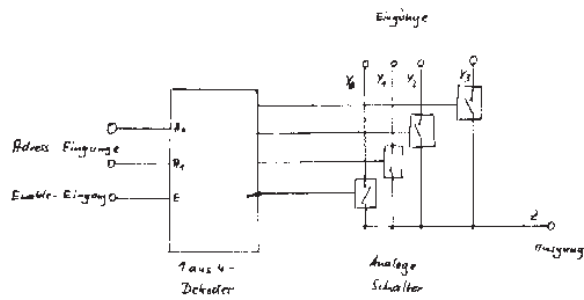 Eingänge
Y0 Y1 Y2 Y3
A0
Adress Eingänge
A1
Enable-Eingang E
Z
Ausgang
1 aus 4-
Dekoder
Analoge
Schalter